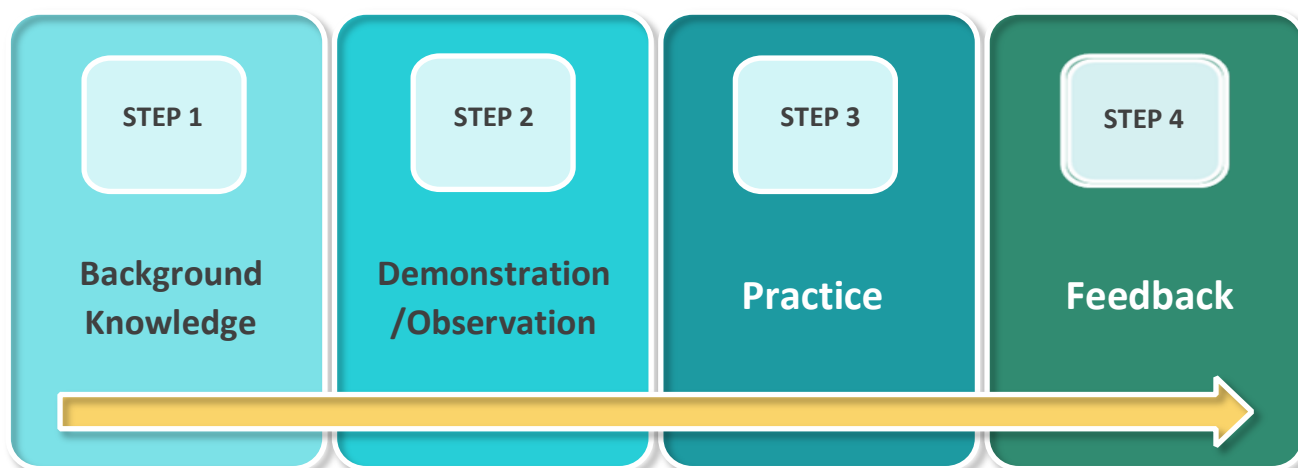 STEP 1
Background
Knowledge
STEP 2
Demonstration
/Observation
STEP 3
Practice
STEP 4
Feedback